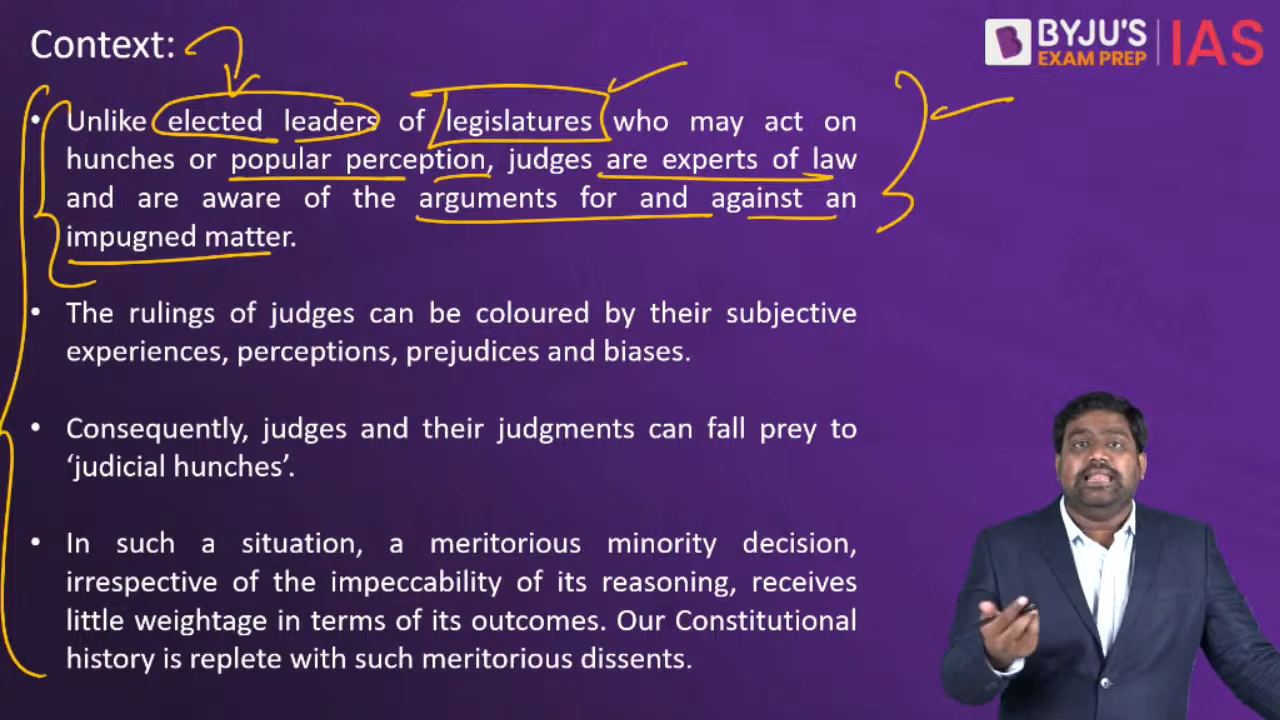 Context:
BYJU'S
EXAM PREP
IAS
• Unlike elected leaders of legislatures who may act on
hunches or popular perception, judges are experts of law
and are aware of the arguments for and against an
impugned matter.
• The rulings of judges can be coloured by their subjective
experiences, perceptions, prejudices and biases.
• Consequently, judges and their judgments can fall prey to
‘judicial hunches’.
• In such a situation, a meritorious minority decision,
irrespective of the impeccability of its reasoning, receives
little weightage in terms of its outcomes. Our Constitutional
history is replete with such meritorious dissents.